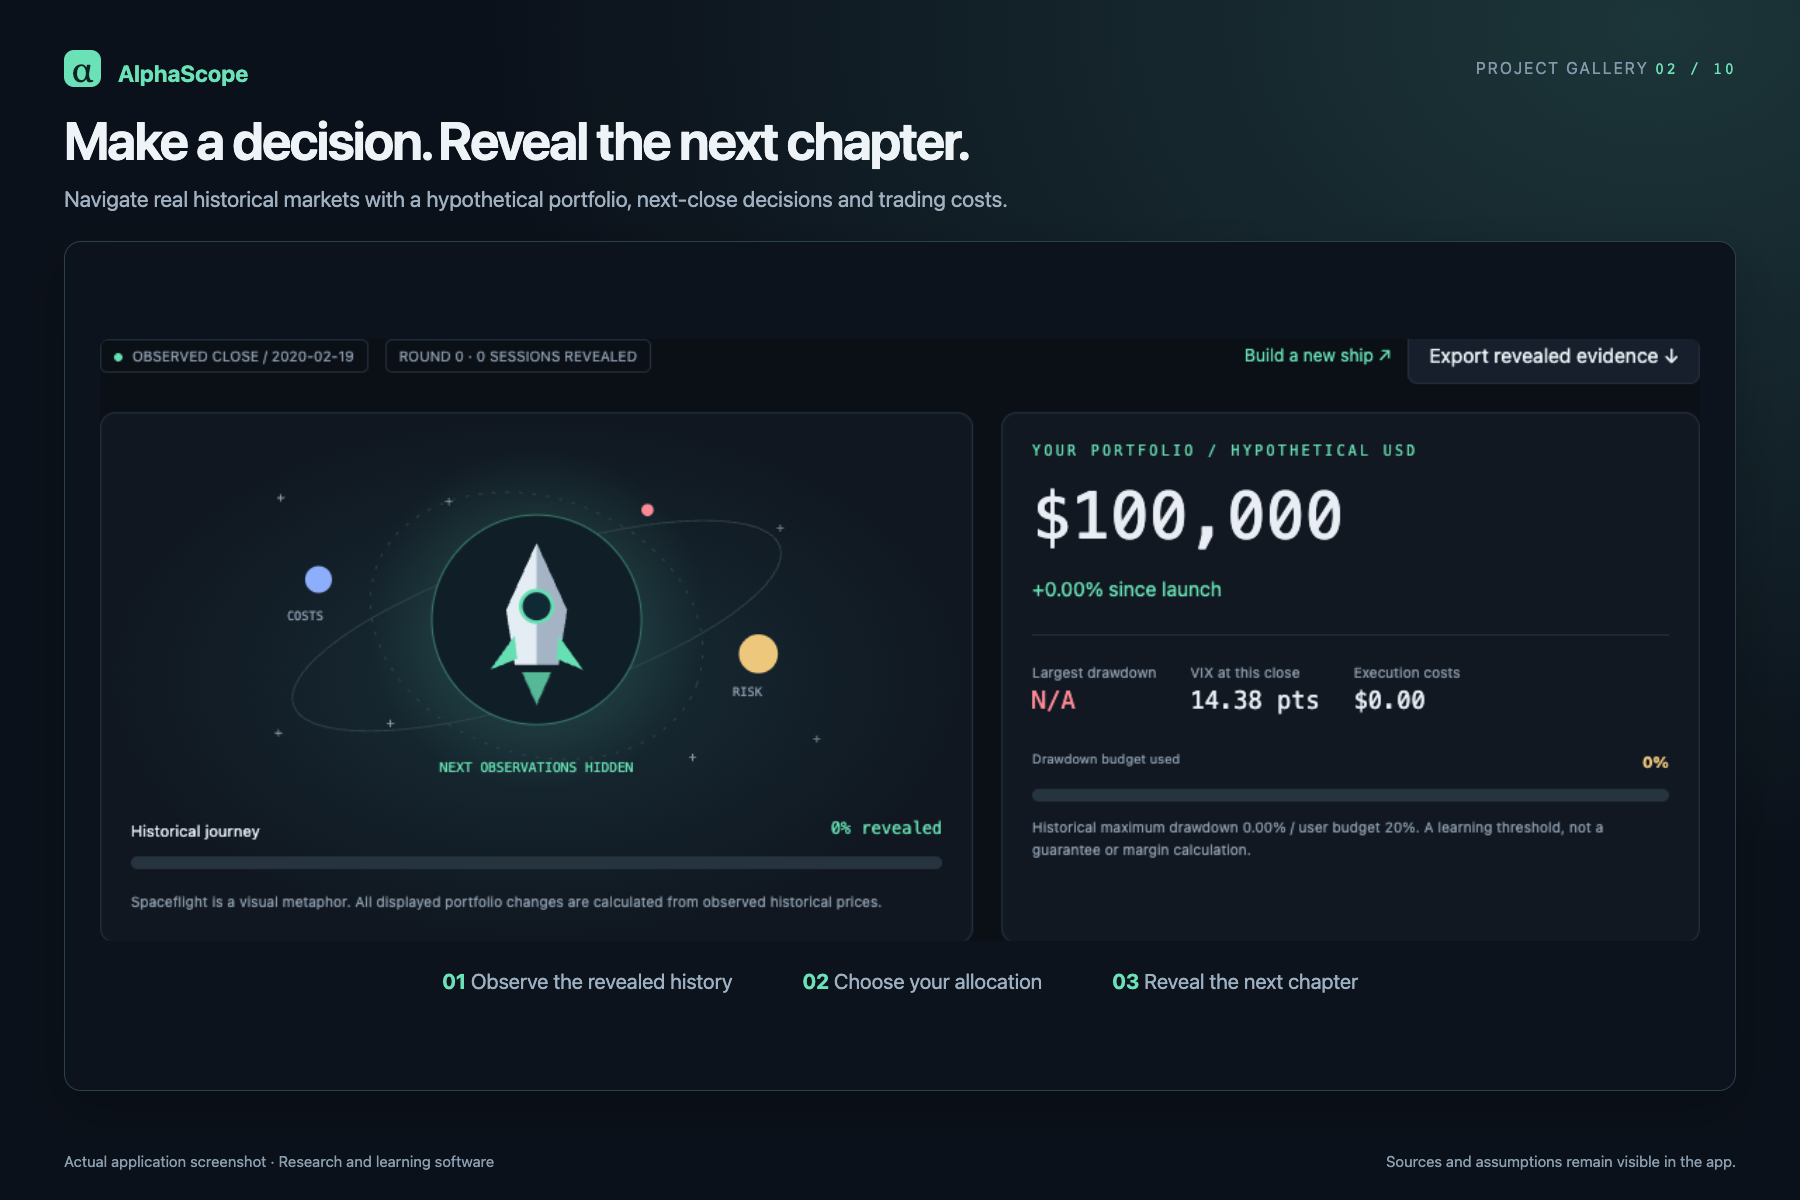 α AlphaScope
PROJECT GALLERY 02 / 10
Make a decision. Reveal the next chapter.
Navigate real historical markets with a hypothetical portfolio, next-close decisions and trading costs.
OBSERVED CLOSE / 2020-02-19
ROUND 0 · 0 SESSIONS REVEALED
Build a new ship ↗
Export revealed evidence ↓
COSTS
RISK
NEXT OBSERVATIONS HIDDEN
Historical journey
0% revealed
Spaceflight is a visual metaphor. All displayed portfolio changes are calculated from observed historical prices.
YOUR PORTFOLIO / HYPOTHETICAL USD
$100,000
+0.00% since launch
Largest drawdown
N/A
VIX at this close
14.38 pts
Execution costs
$0.00
Drawdown budget used
0%
Historical maximum drawdown 0.00% / user budget 20%. A learning threshold, not a
guarantee or margin calculation.
01 Observe the revealed history
02 Choose your allocation
03 Reveal the next chapter
Actual application screenshot · Research and learning software
Sources and assumptions remain visible in the app.